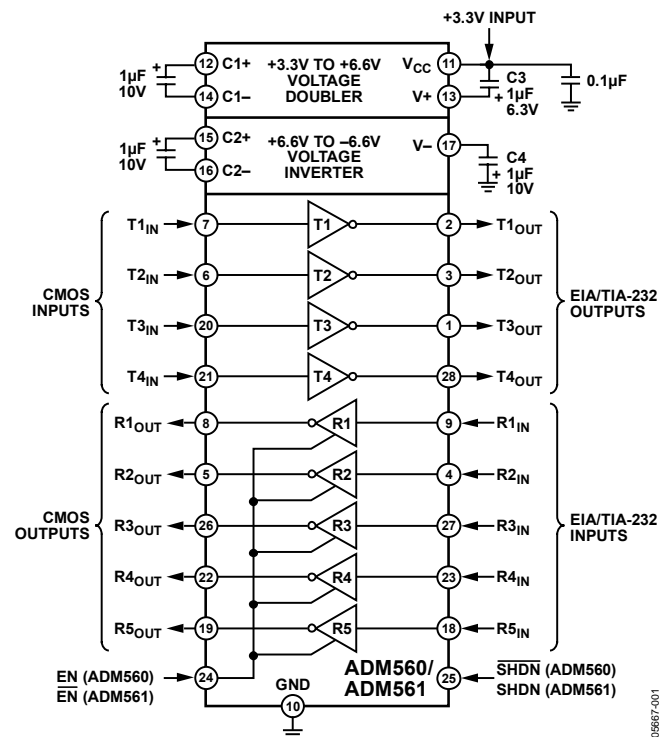 +3.3V INPUT
12 C1+ +3.3V TO +6.6V VCC 11
1µF + VOLTAGE C3 0.1µF
10V DOUBLER + 1µF
14 C1– V+ 13 6.3V
15 C2+ +6.6V TO –6.6V V– 17
1µF + VOLTAGE C4
10V INVERTER + 1µF
16 C2– 10V
T1IN 7 T1 2 T1OUT
T2IN 6 T2 3 T2OUT
CMOS EIA/TIA-232
INPUTS OUTPUTS
T3IN 20 T3 1 T3OUT
T4IN 21 T4 28 T4OUT
R1OUT 8 R1 9 R1IN
R2OUT 5 R2 4 R2IN
CMOS EIA/TIA-232
OUTPUTS INPUTS
R3OUT 26 R3 27 R3IN
R4OUT 22 R4 23 R4IN
R5OUT 19 R5 18 R5IN
EN (ADM560) 24 ADM560/ 25 SHDN (ADM560)
EN (ADM561) GND ADM561 SHDN (ADM561)
10
05667-001